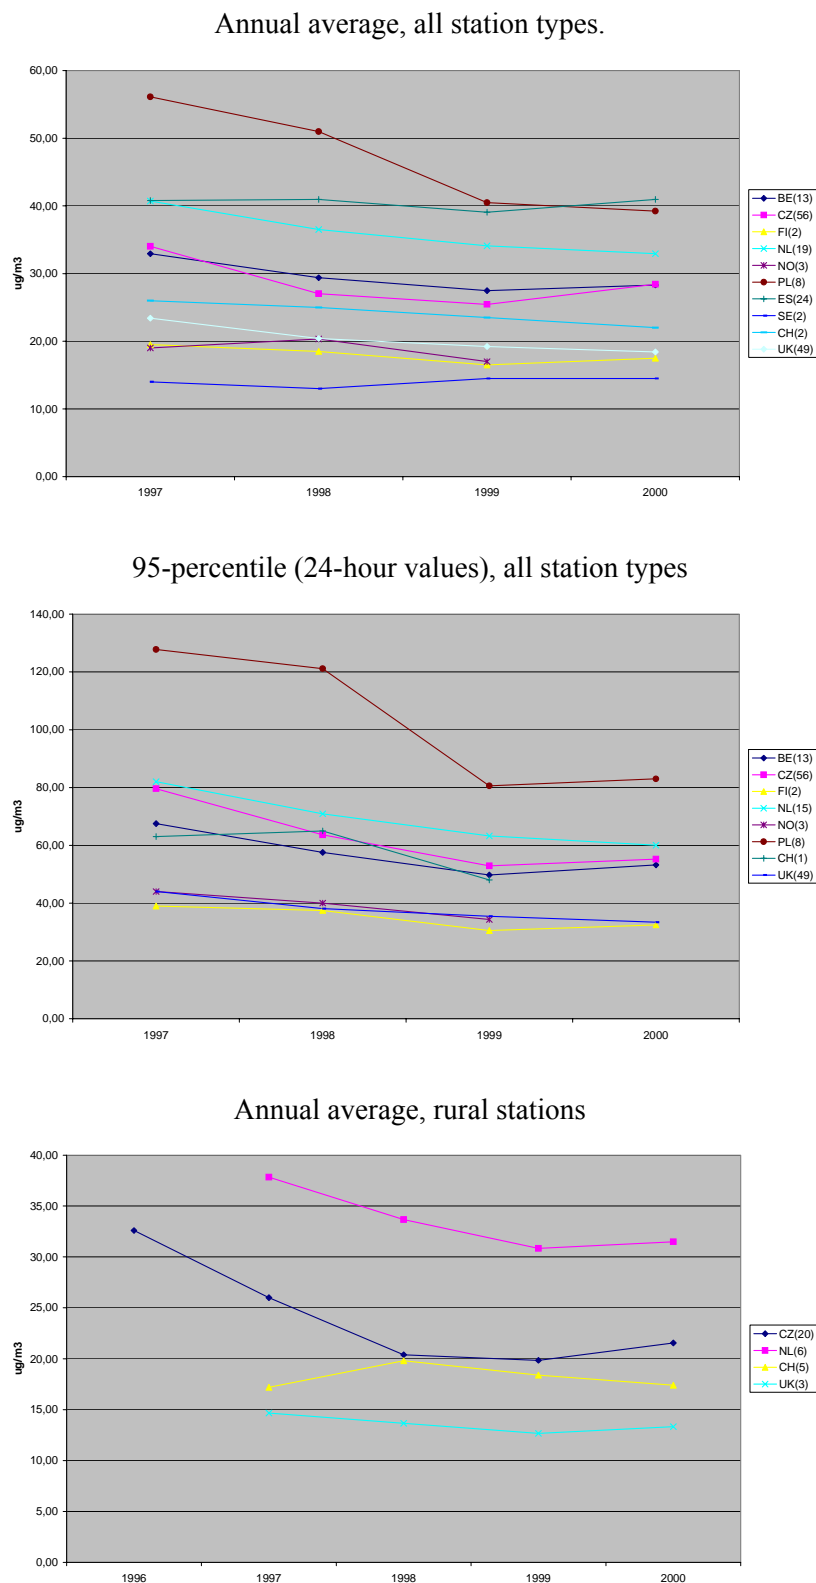 Annual average, all station types.
60,00
50,00
40,00
30,00
20,00
10,00
0,00
ug/m3
1997 1998 1999 2000
BE(13)
CZ(56)
FI(2)
NL(19)
NO(3)
PL(8)
ES(24)
SE(2)
CH(2)
UK(49)
95-percentile (24-hour values), all station types
140,00
120,00
100,00
80,00
60,00
40,00
20,00
0,00
ug/m3
1997 1998 1999 2000
BE(13)
CZ(56)
FI(2)
NL(15)
NO(3)
PL(8)
CH(1)
UK(49)
Annual average, rural stations
40,00
35,00
30,00
25,00
20,00
15,00
10,00
5,00
0,00
ug/m3
1996 1997 1998 1999 2000
CZ(20)
NL(6)
CH(5)
UK(3)